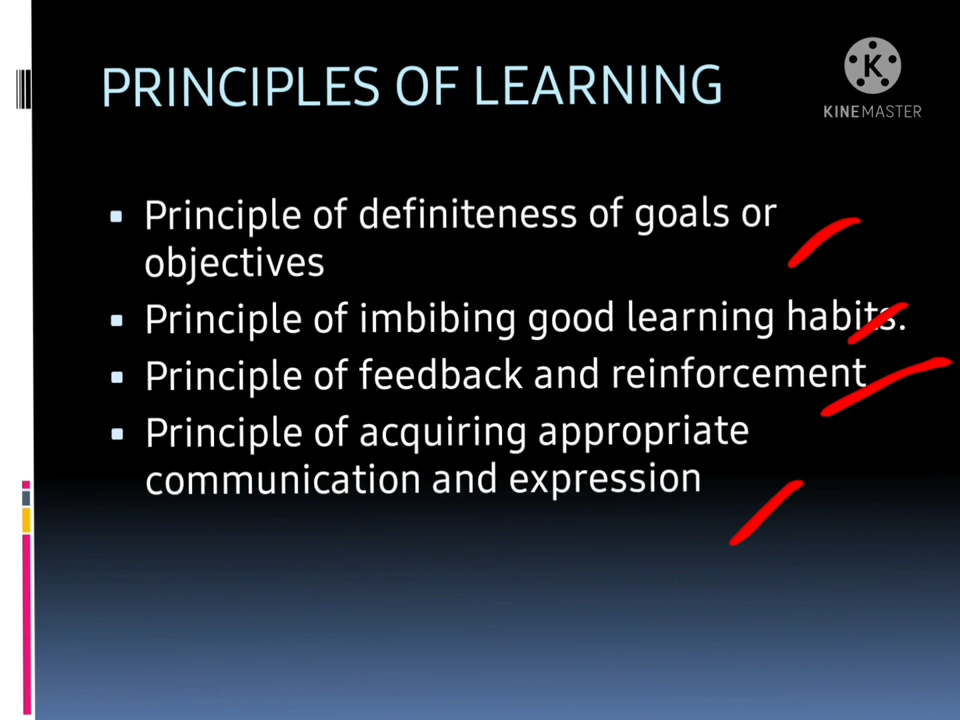 PRINCIPLES OF LEARNING
K
KINEMASTER
Principle of definiteness of goals or
objectives
Principle of imbibing good learning habits.
Principle of feedback and reinforcement
Principle of acquiring appropriate
communication and expression